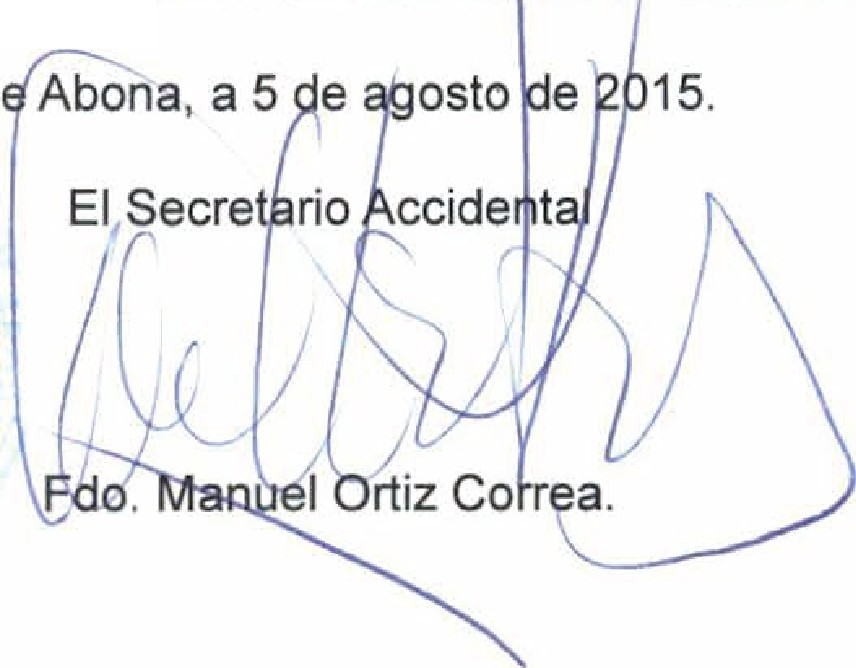 e Abona, a 5 de agosto de 2015.
El Secretario Accidental
Fdo. Manuel Ortiz Correa.